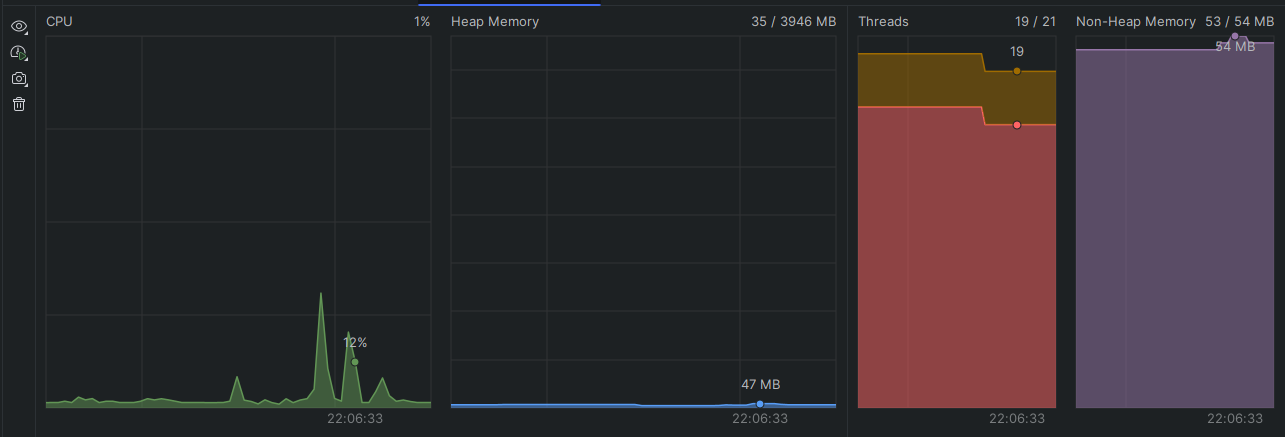 CPU 1%
Heap Memory 35 / 3946 MB
Threads 19 / 21
Non-Heap Memory 53 / 54 MB
12%
47 MB
19
54 MB
22:06:33
22:06:33
22:06:33
22:06:33